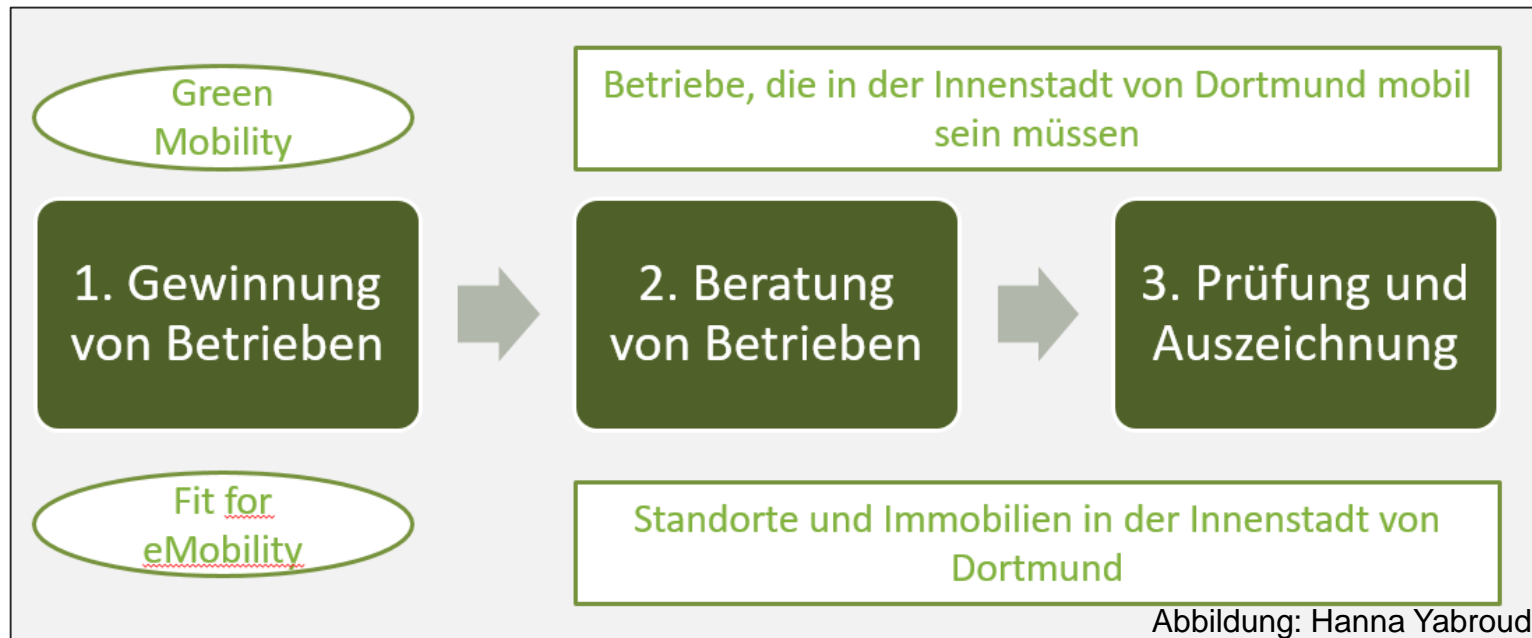 Green
Mobility
Betriebe, die in der Innenstadt von Dortmund mobil
sein müssen
1. Gewinnung
von Betrieben
2. Beratung
von Betrieben
3. Prüfung und
Auszeichnung
Fit for
eMobility
Standorte und Immobilien in der Innenstadt von
Dortmund
Abbildung: Hanna Yabroud